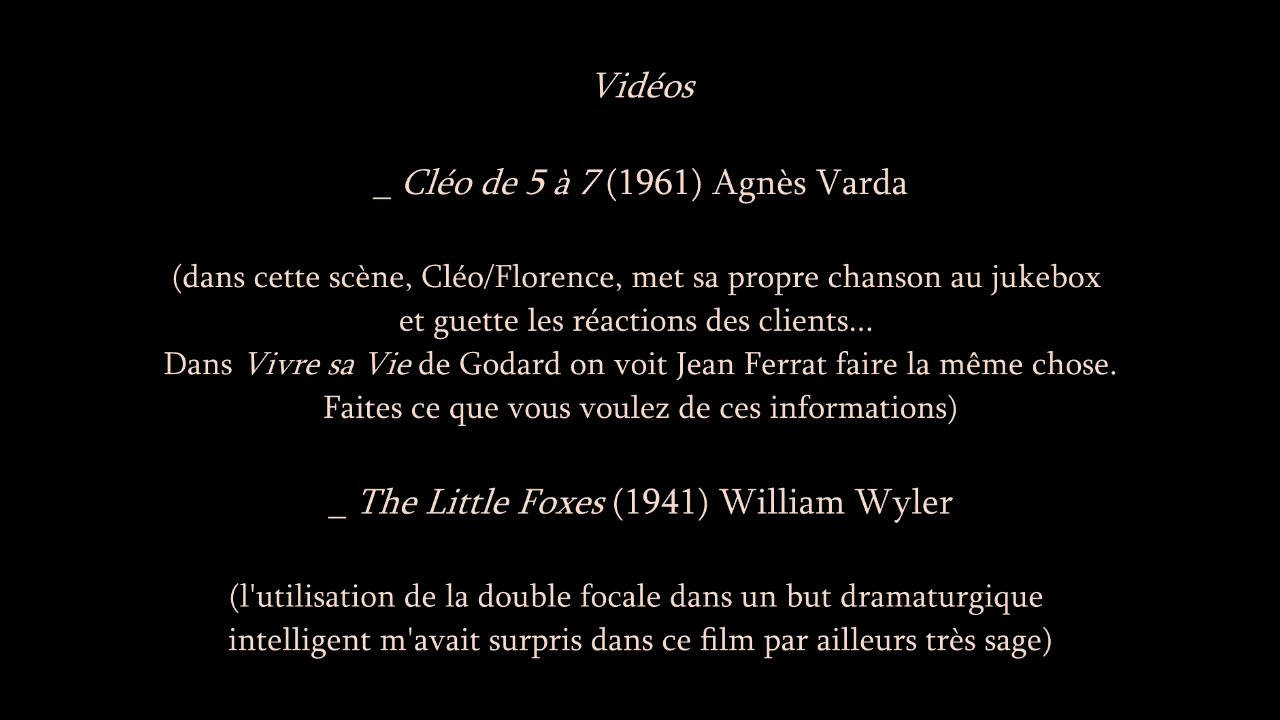 Vidéos
_ Cléo de 5 à 7 (1961) Agnès Varda
(dans cette scène, Cléo/Florence, met sa propre chanson au jukebox
et guette les réactions des clients...
Dans Vivre sa Vie de Godard on voit Jean Ferrat faire la même chose.
Faites ce que vous voulez de ces informations)
_ The Little Foxes (1941) William Wyler
(l'utilisation de la double focale dans un but dramaturgique
intelligent m'avait surpris dans ce film par ailleurs très sage)